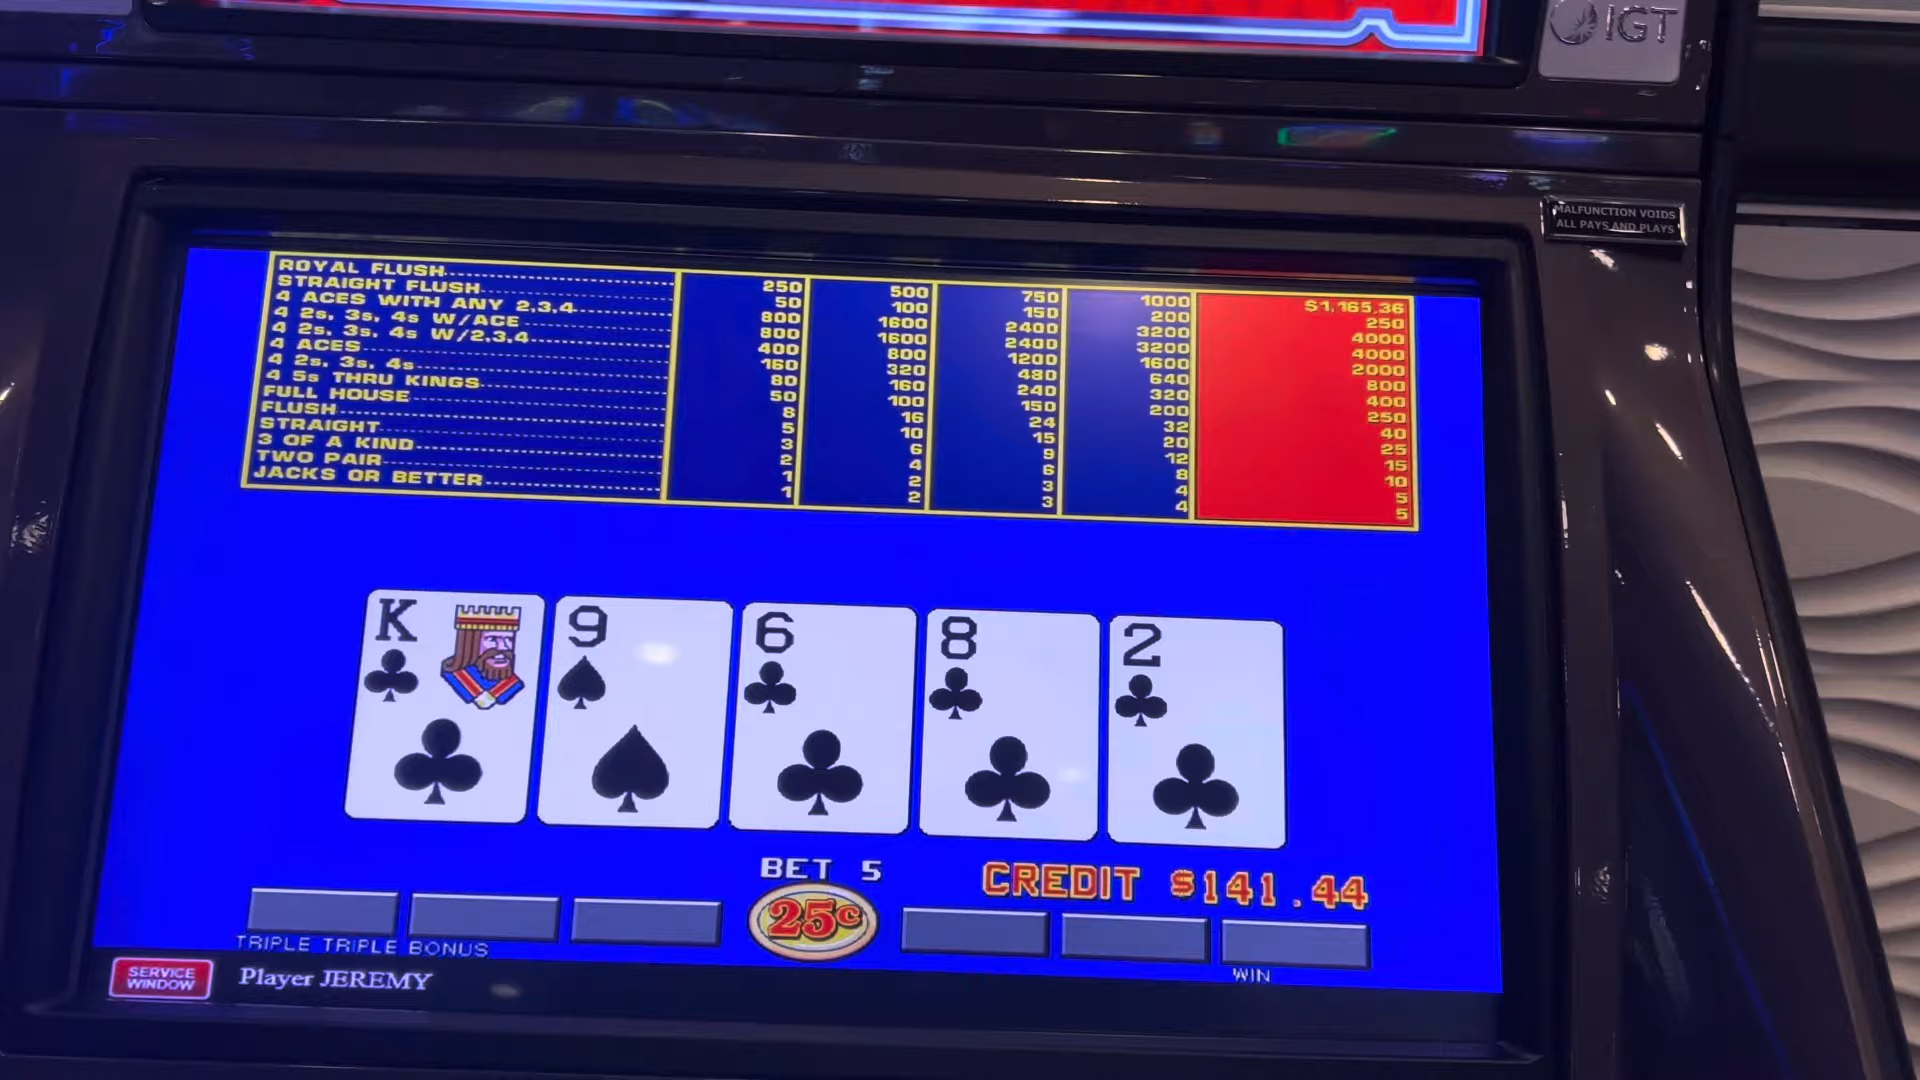 IGT
MALFUNCTION VOIDS
ALL PAYS AND PLAYS
ROYAL FLUSH 250 500 750 1000 $1,165.36
STRAIGHT FLUSH 50 100 150 200 250
4 ACES WITH ANY 2,3,4 800 1600 2400 3200 4000
4 2s, 3s, 4s W/ACE 800 1600 2400 3200 4000
4 2s, 3s, 4s W/2,3,4 400 800 1200 1600 2000
4 ACES 160 320 480 640 800
4 2s, 3s, 4s 80 160 240 320 400
4 5s THRU KINGS 50 100 150 200 250
FULL HOUSE 8 16 24 32 40
FLUSH 5 10 15 20 25
STRAIGHT 3 6 9 12 15
3 OF A KIND 2 4 6 8 10
TWO PAIR 1 2 3 4 5
JACKS OR BETTER 1 2 3 4 5
K 9 6 8 2
BET 5
CREDIT $141.44
25¢
TRIPLE TRIPLE BONUS
WIN
SERVICE
WINDOW
Player JEREMY